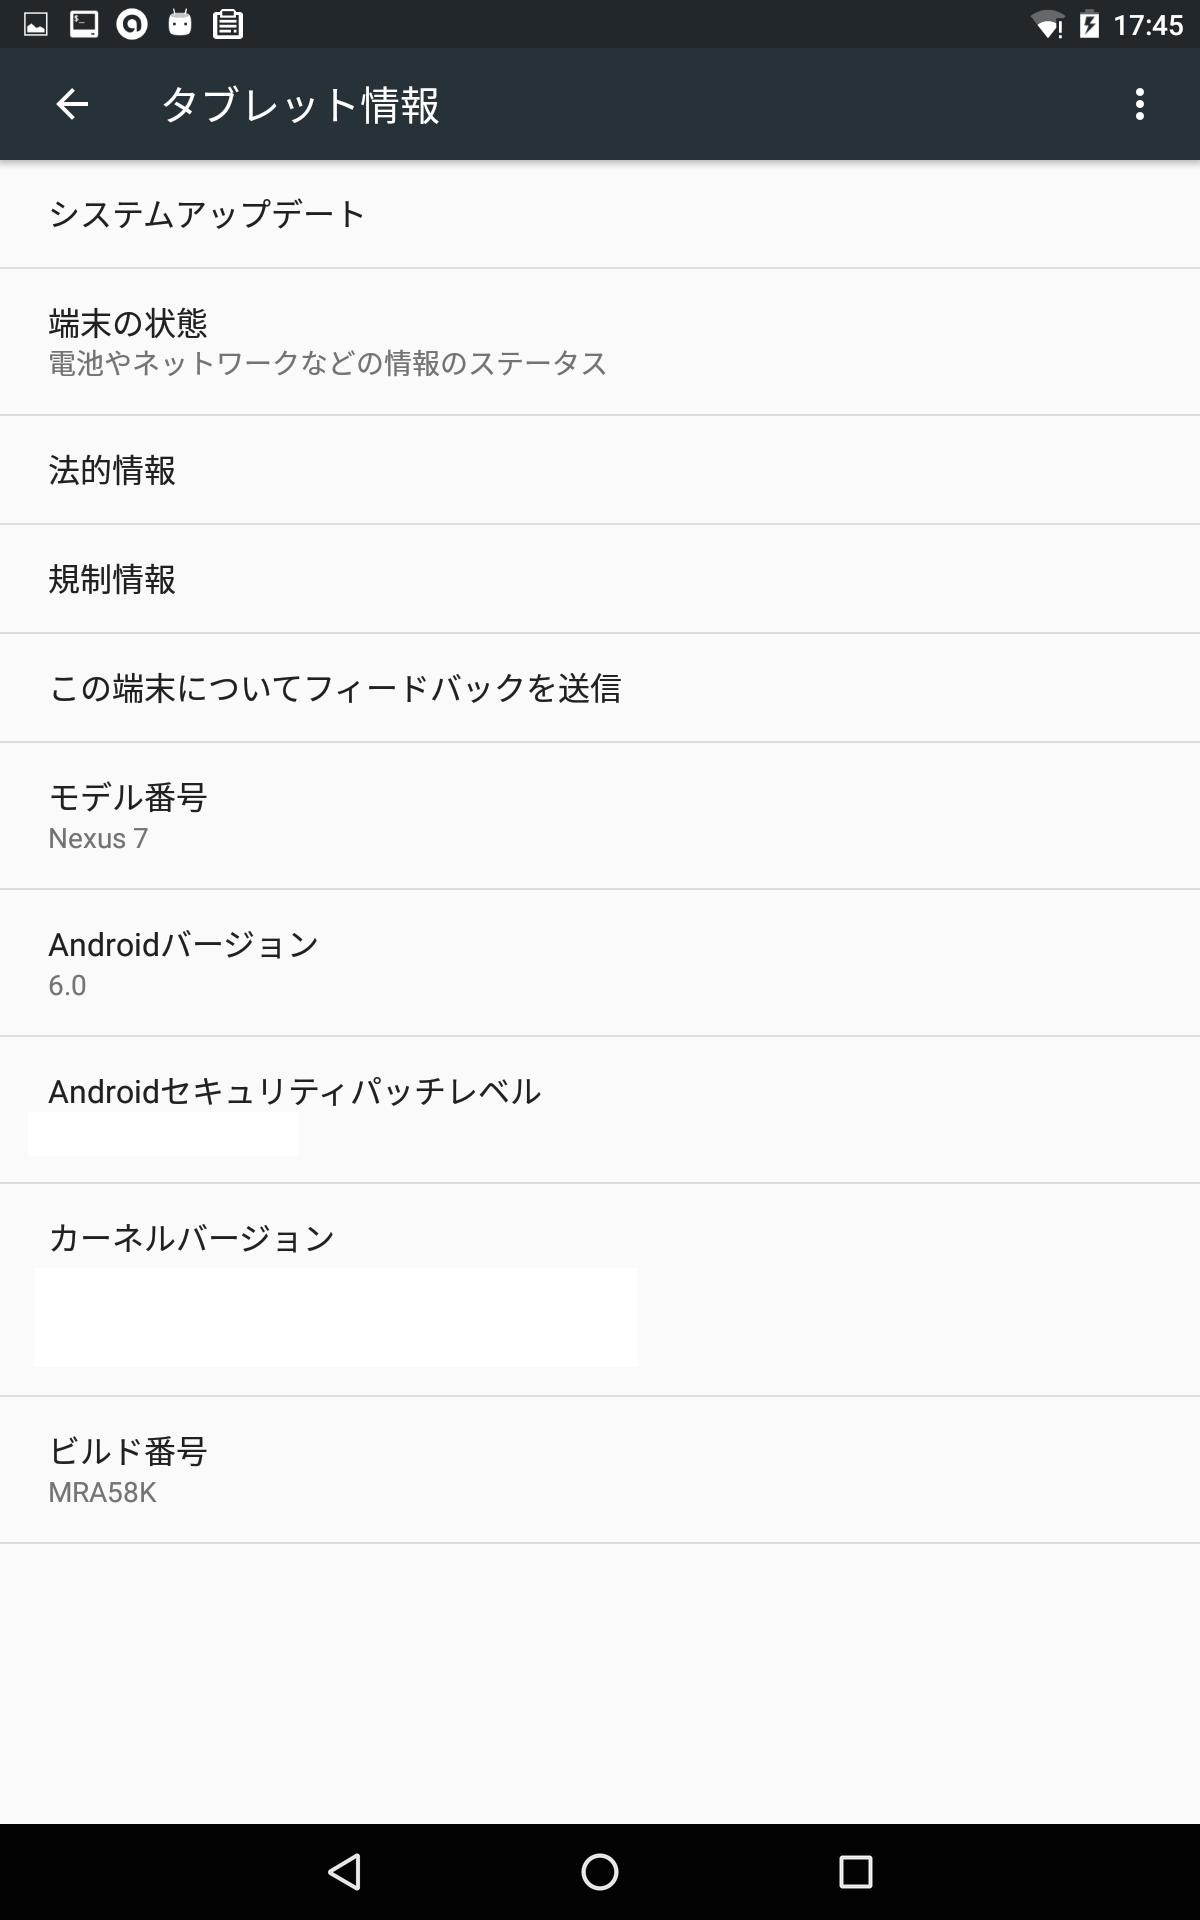 17:45
タブレット情報
システムアップデート
端末の状態
電池やネットワークなどの情報のステータス
法的情報
規制情報
この端末についてフィードバックを送信
モデル番号
Nexus 7
Androidバージョン
6.0
Androidセキュリティパッチレベル
カーネルバージョン
ビルド番号
MRA58K